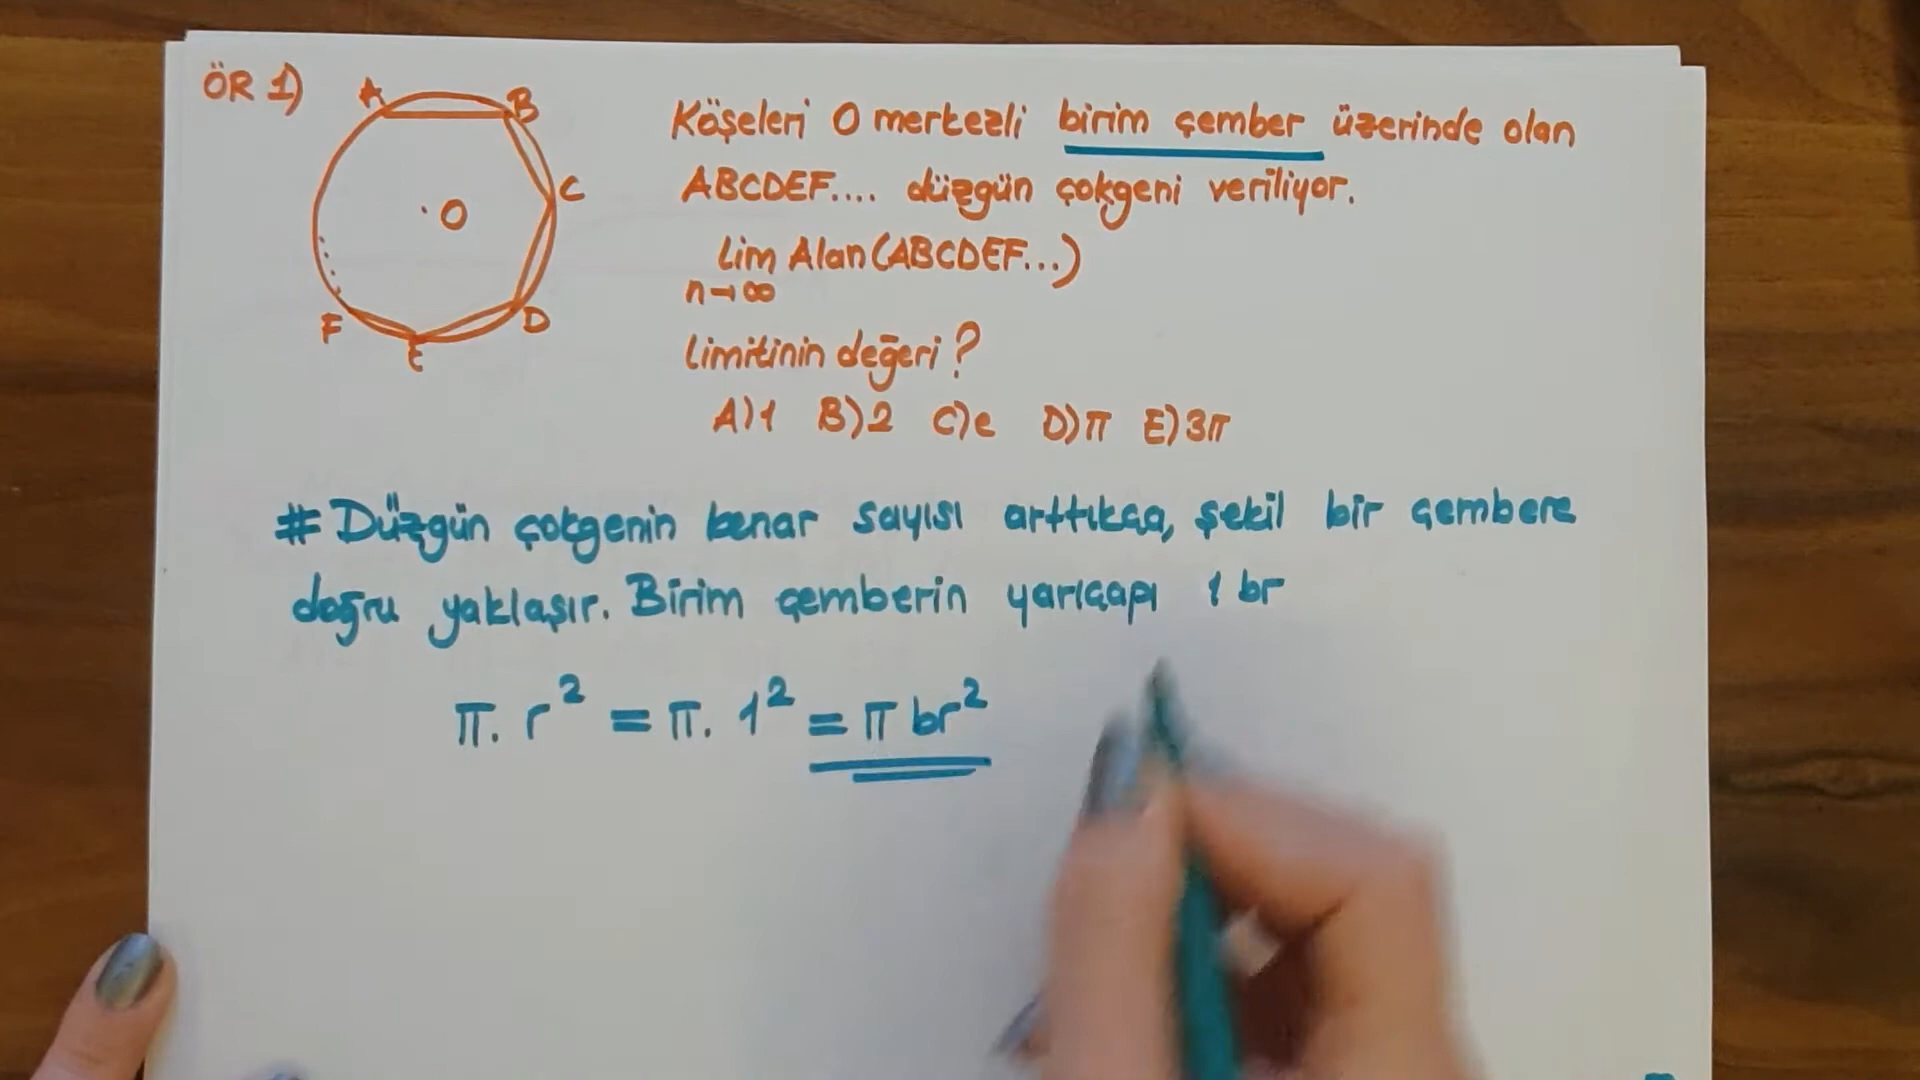 ÖR 1)
A
B
C
O
D
E
F
Köşeleri O merkezli birim çember üzerinde olan
ABCDEF.... düzgün çokgeni veriliyor.
Lim Alan(ABCDEF...)
n→∞
Limitinin değeri?
A)1 B)2 C)e D)π E)3π
# Düzgün çokgenin kenar sayısı arttıkça, şekil bir çembere
doğru yaklaşır. Birim çemberin yarıçapı 1 br
π. r² = π. 1² = π br²